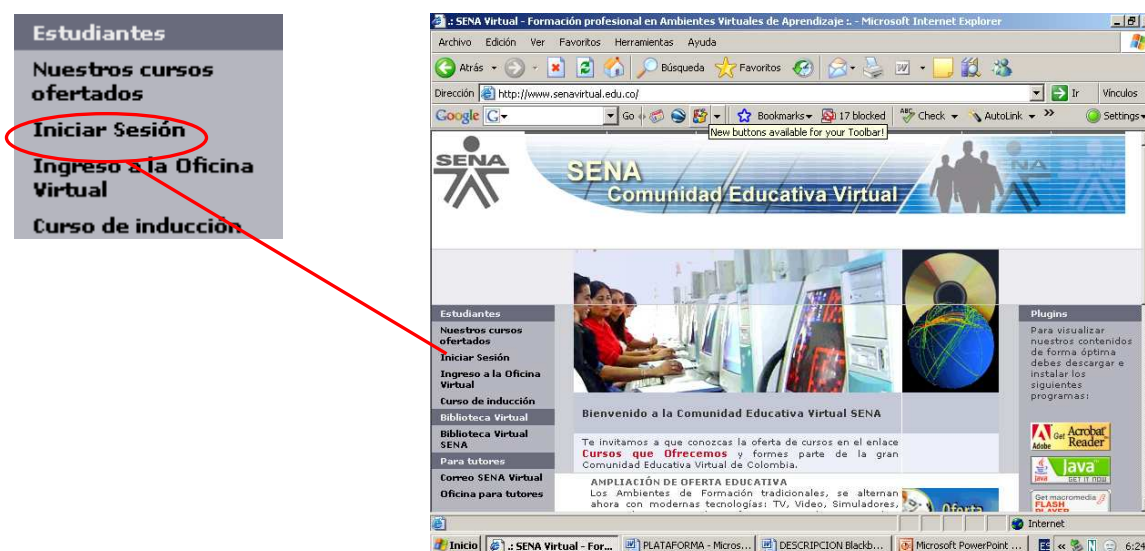 Estudiantes
Nuestros cursos
ofertados
Iniciar Sesión
Ingreso a la Oficina
Virtual
Curso de inducción
.: SENA Virtual - Formación profesional en Ambientes Virtuales de Aprendizaje :. - Microsoft Internet Explorer
Archivo Edición Ver Favoritos Herramientas Ayuda
Atrás Búsqueda Favoritos
Dirección http://www.senavirtual.edu.co/ Ir Vínculos
Google G Go Bookmarks 17 blocked ABC Check AutoLink >> Settings
New buttons available for your Toolbar!
SENA
SENA
Comunidad Educativa Virtual
Estudiantes
Nuestros cursos
ofertados
Iniciar Sesión
Ingreso a la Oficina
Virtual
Curso de inducción
Biblioteca Virtual
Biblioteca Virtual
SENA
Para tutores
Correo SENA Virtual
Oficina para tutores
Bienvenido a la Comunidad Educativa Virtual SENA
Te invitamos a que conozcas la oferta de cursos en el enlace
Cursos que Ofrecemos y formes parte de la gran
Comunidad Educativa Virtual de Colombia.
AMPLIACIÓN DE OFERTA EDUCATIVA
Los Ambientes de Formación tradicionales, se alternan
ahora con modernas tecnologías: TV, Video, Simuladores,
Oferta
Plugins
Para visualizar
nuestros contenidos
de forma óptima
debes descargar e
instalar los
siguientes
programas:
Adobe Get Acrobat
Reader
Java
GET IT NOW
Get macromedia
FLASH
PLAYER
Internet
Inicio .: SENA Virtual - For... PLATAFORMA - Micros... DESCRIPCION Blackb... Microsoft PowerPoint ... ES « 6:24